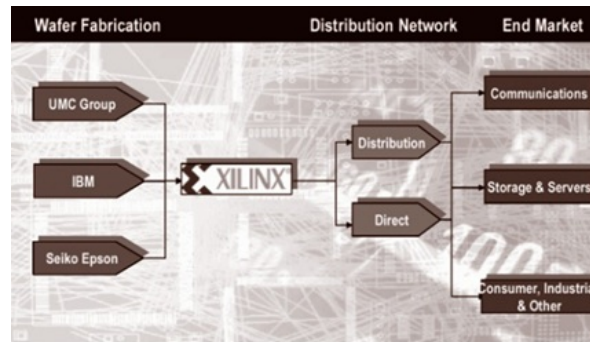 Wafer Fabrication
Distribution Network
End Market
UMC Group
IBM
Seiko Epson
XILINX
Distribution
Direct
Communications
Storage & Servers
Consumer, Industria
& Other